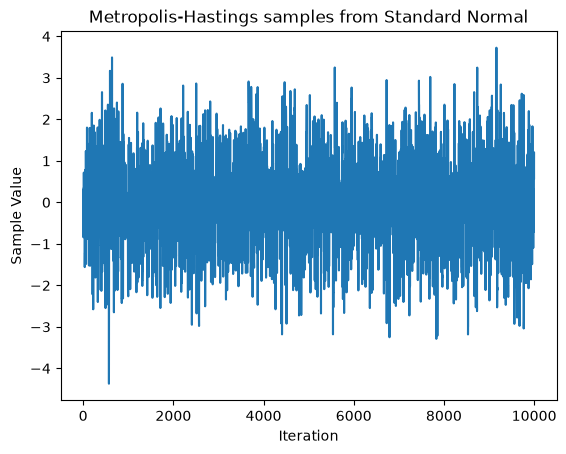 Metropolis-Hastings samples from Standard Normal
4
3
2
1
0
−1
−2
−3
−4
Sample Value
0 2000 4000 6000 8000 10000
Iteration